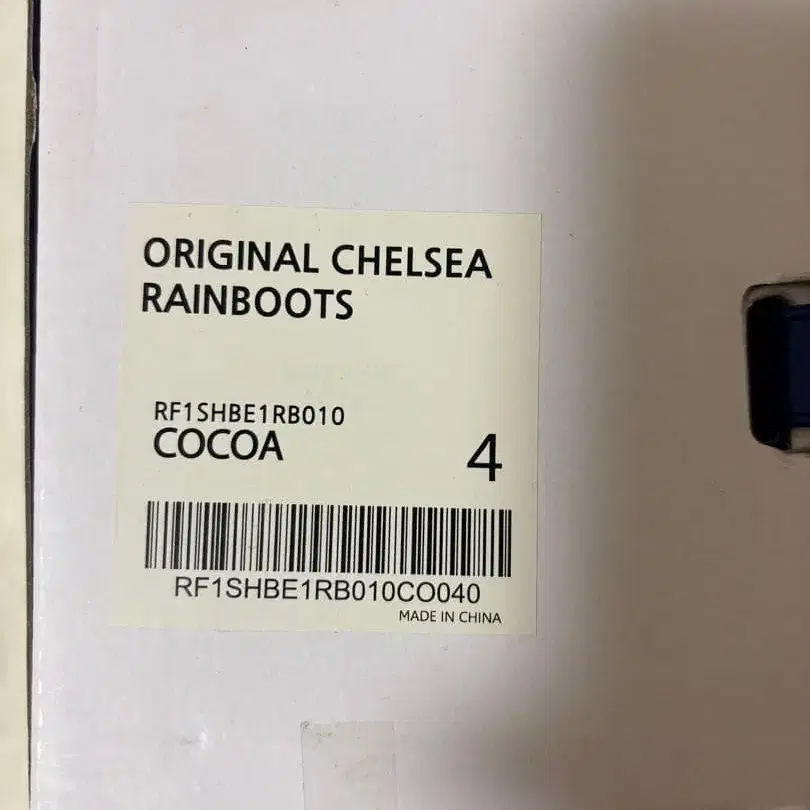 ORIGINAL CHELSEA
RAINBOOTS
RF1SHBE1RB010
COCOA
4
RF1SHBE1RB010CO040
MADE IN CHINA